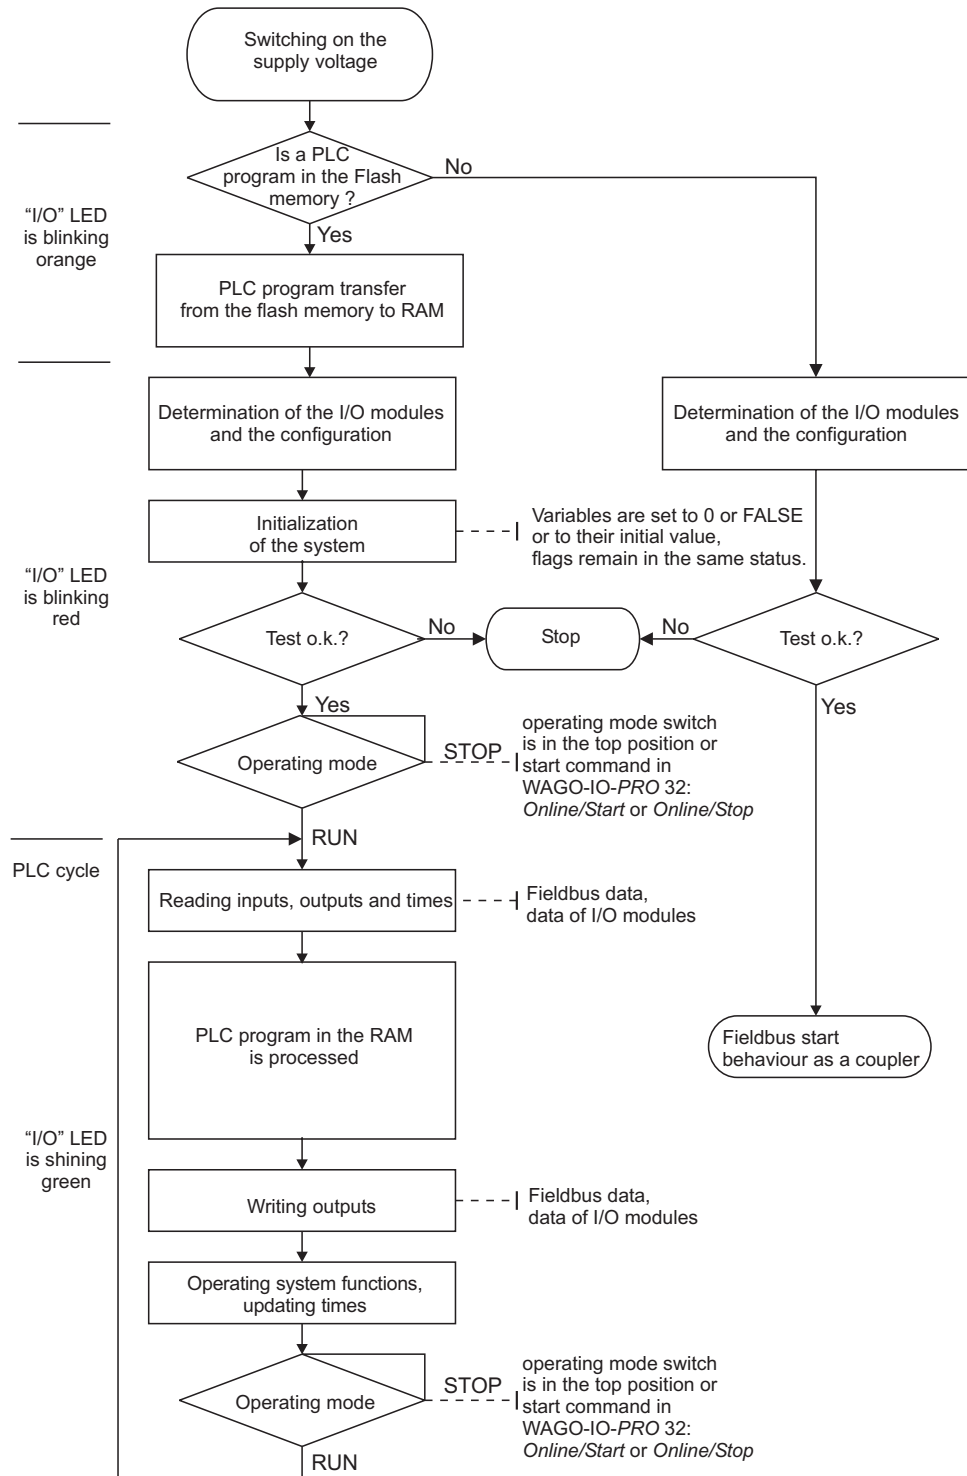 Switching on the
supply voltage
Is a PLC
program in the Flash
memory ?
No
Yes
"I/O" LED
is blinking
orange
PLC program transfer
from the flash memory to RAM
Determination of the I/O modules
and the configuration
Determination of the I/O modules
and the configuration
Initialization
of the system
Variables are set to 0 or FALSE
or to their initial value,
flags remain in the same status.
"I/O" LED
is blinking
red
Test o.k.?
No
Stop
No
Test o.k.?
Yes
Yes
Operating mode
STOP
operating mode switch
is in the top position or
start command in
WAGO-IO-PRO 32:
Online/Start or Online/Stop
RUN
PLC cycle
Reading inputs, outputs and times
Fieldbus data,
data of I/O modules
PLC program in the RAM
is processed
Fieldbus start
behaviour as a coupler
"I/O" LED
is shining
green
Writing outputs
Fieldbus data,
data of I/O modules
Operating system functions,
updating times
Operating mode
STOP
operating mode switch
is in the top position or
start command in
WAGO-IO-PRO 32:
Online/Start or Online/Stop
RUN